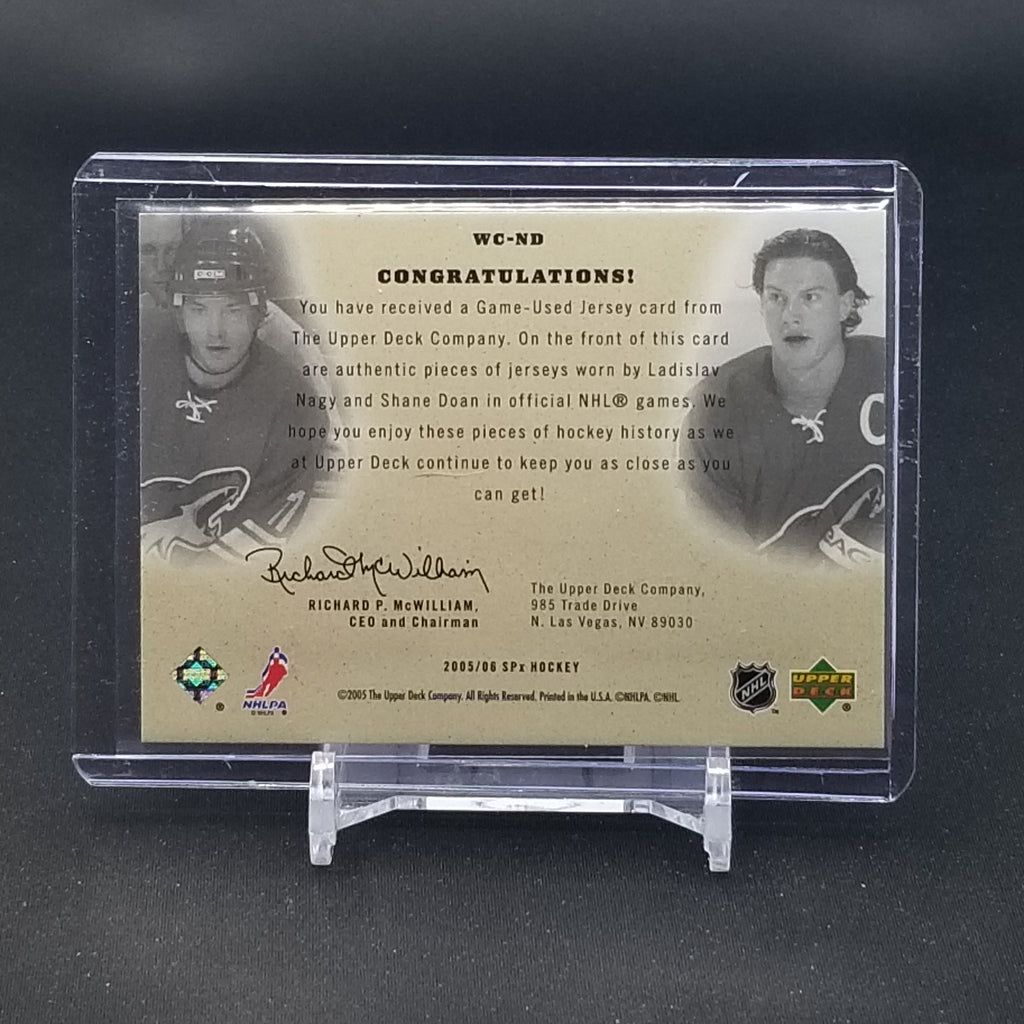 WC-ND
CONGRATULATIONS!
You have received a Game-Used Jersey card from
The Upper Deck Company. On the front of this card
are authentic pieces of jerseys worn by Ladislav
Nagy and Shane Doan in official NHL® games. We
hope you enjoy these pieces of hockey history as we
at Upper Deck continue to keep you as close as you
can get!
Richard McWilliam
RICHARD P. McWILLIAM,
CEO and Chairman
The Upper Deck Company,
985 Trade Drive
N. Las Vegas, NV 89030
2005/06 SPx HOCKEY
©2005 The Upper Deck Company. All Rights Reserved. Printed in the U.S.A. ©NHLPA. ©NHL.
NHLPA
NHL
UPPER
DECK
CCM
C